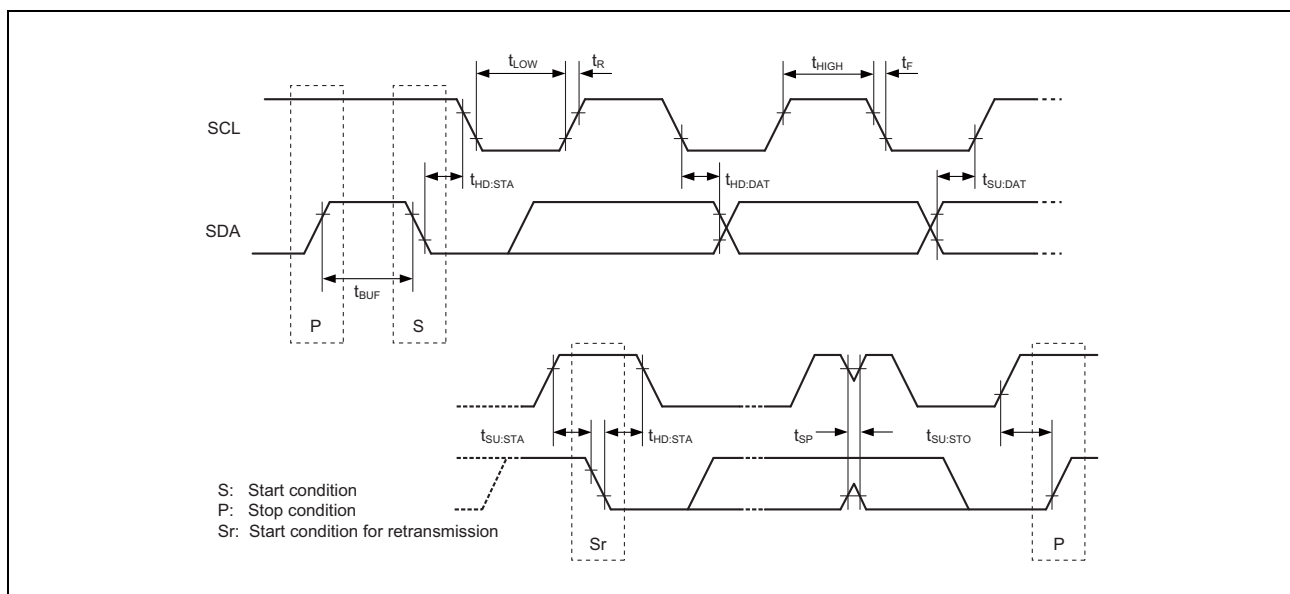 tLOW tR tHIGH tF
SCL
tHD:STA tHD:DAT tSU:DAT
SDA
tBUF
P S
tSU:STA tHD:STA tSP tSU:STO
S: Start condition
P: Stop condition
Sr: Start condition for retransmission
Sr P